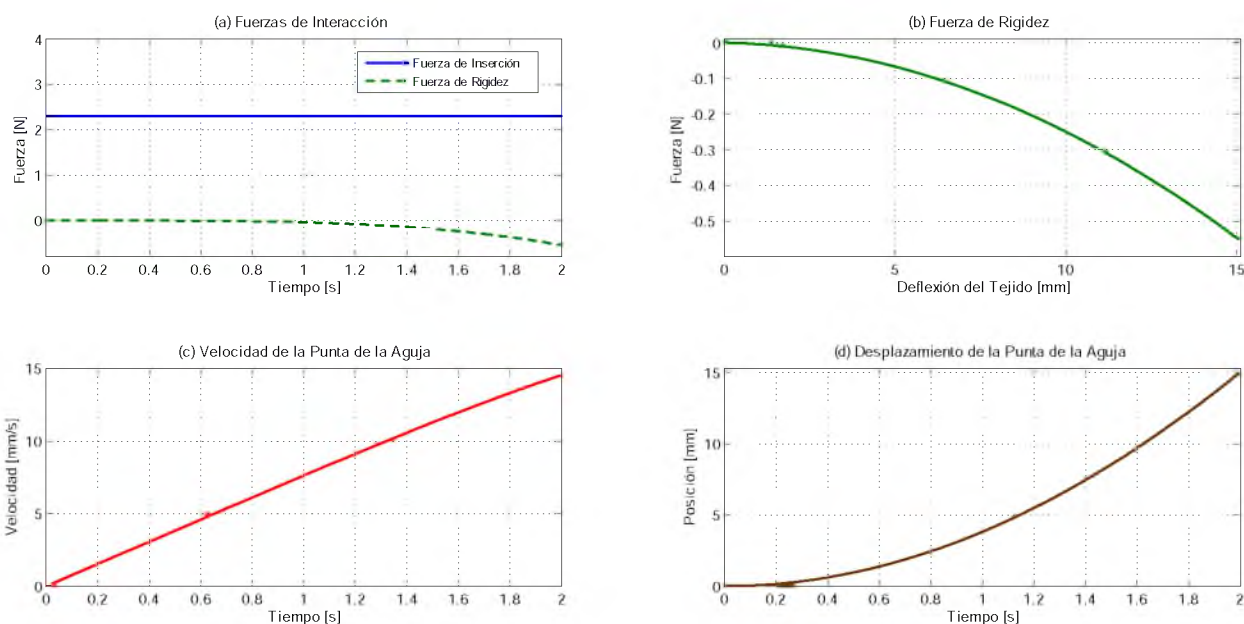 (a) Fuerzas de Interacción
4
3
2
1
0
Fuerza [N]
Fuerza de Inserción
Fuerza de Rigidez
0 0.2 0.4 0.6 0.8 1 1.2 1.4 1.6 1.8 2
Tiempo [s]
(b) Fuerza de Rigidez
0
-0.1
-0.2
-0.3
-0.4
-0.5
Fuerza [N]
0 5 10 15
Deflexión del Tejido [mm]
(c) Velocidad de la Punta de la Aguja
15
10
5
0
Velocidad [mm/s]
0.2 0.4 0.6 0.8 1 1.2 1.4 1.6 1.8 2
Tiempo [s]
(d) Desplazamiento de la Punta de la Aguja
15
10
5
0
Posición [mm]
0 0.2 0.4 0.6 0.8 1 1.2 1.4 1.6 1.8 2
Tiempo [s]